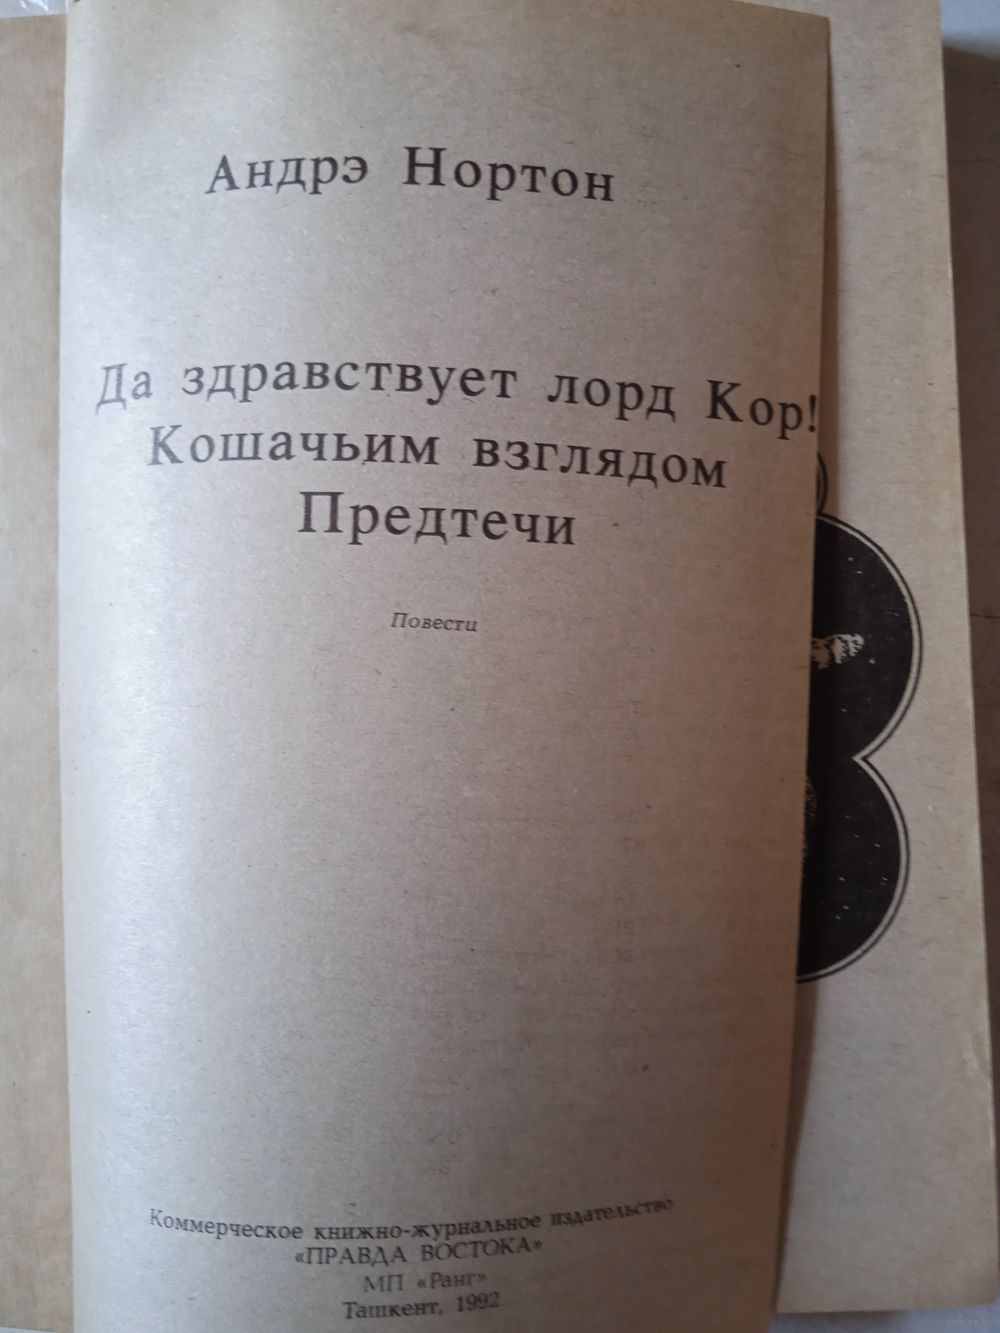 Андрэ Нортон
Да здравствует лорд Кор!
Кошачьим взглядом
Предтечи
Повести
Коммерческое книжно-журнальное издательство
«ПРАВДА ВОСТОКА»
МП «Ранг»
Ташкент, 1992